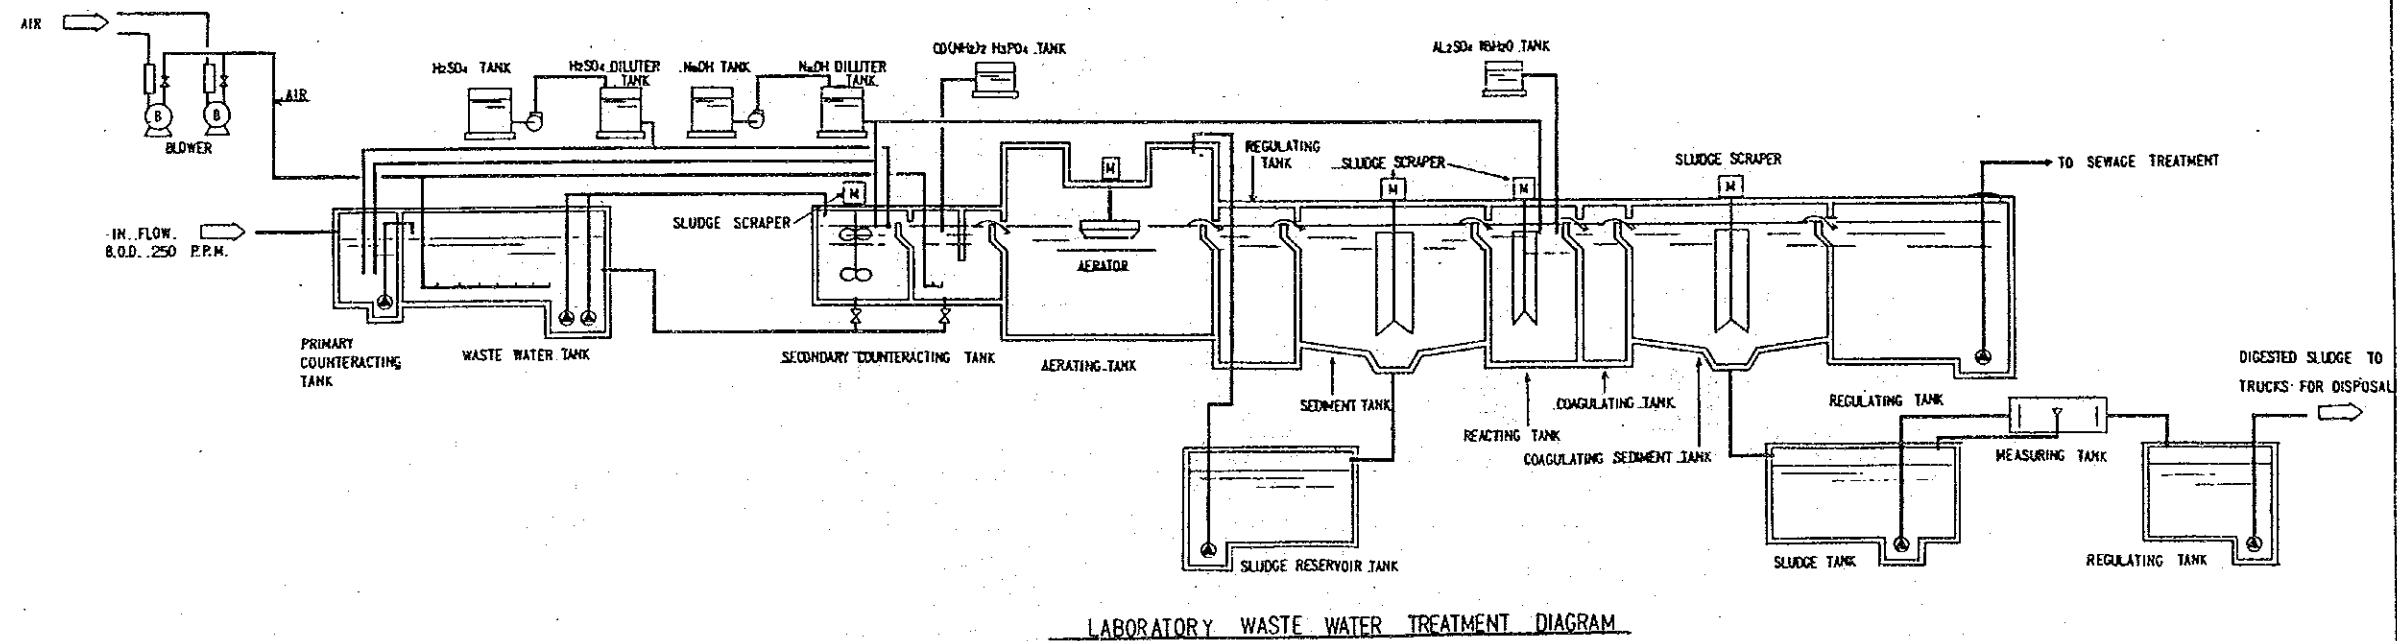 AIR
H2SO4 TANK
H2SO4 DILUTER
TANK
NaOH TANK
NaOH DILUTER
TANK
CO(NH2)2 H3PO4 TANK
AL2SO4 18H2O TANK
AIR
B
B
BLOWER
M
SLUDGE SCRAPER
M
REGULATING
TANK
SLUDGE SCRAPER
M
M
SLUDGE SCRAPER
M
TO SEWAGE TREATMENT
IN FLOW
B.O.D. 250 P.P.M.
AERATOR
PRIMARY
COUNTERACTING
TANK
WASTE WATER TANK
SECONDARY COUNTERACTING TANK
AERATING TANK
SEDIMENT TANK
REACTING TANK
COAGULATING TANK
COAGULATING SEDIMENT TANK
REGULATING TANK
DIGESTED SLUDGE TO
TRUCKS FOR DISPOSAL
MEASURING TANK
SLUDGE RESERVOIR TANK
SLUDGE TANK
REGULATING TANK
LABORATORY WASTE WATER TREATMENT DIAGRAM